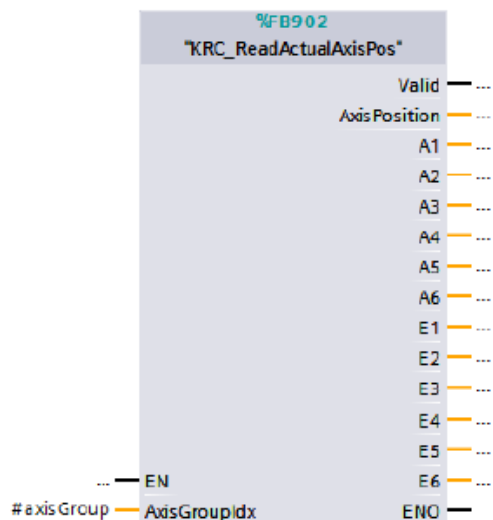 %FB902
"KRC_ReadActualAxisPos"
Valid ...
AxisPosition ...
A1 ...
A2 ...
A3 ...
A4 ...
A5 ...
A6 ...
E1 ...
E2 ...
E3 ...
E4 ...
E5 ...
... EN E6 ...
#axisGroup AxisGroupIdx ENO